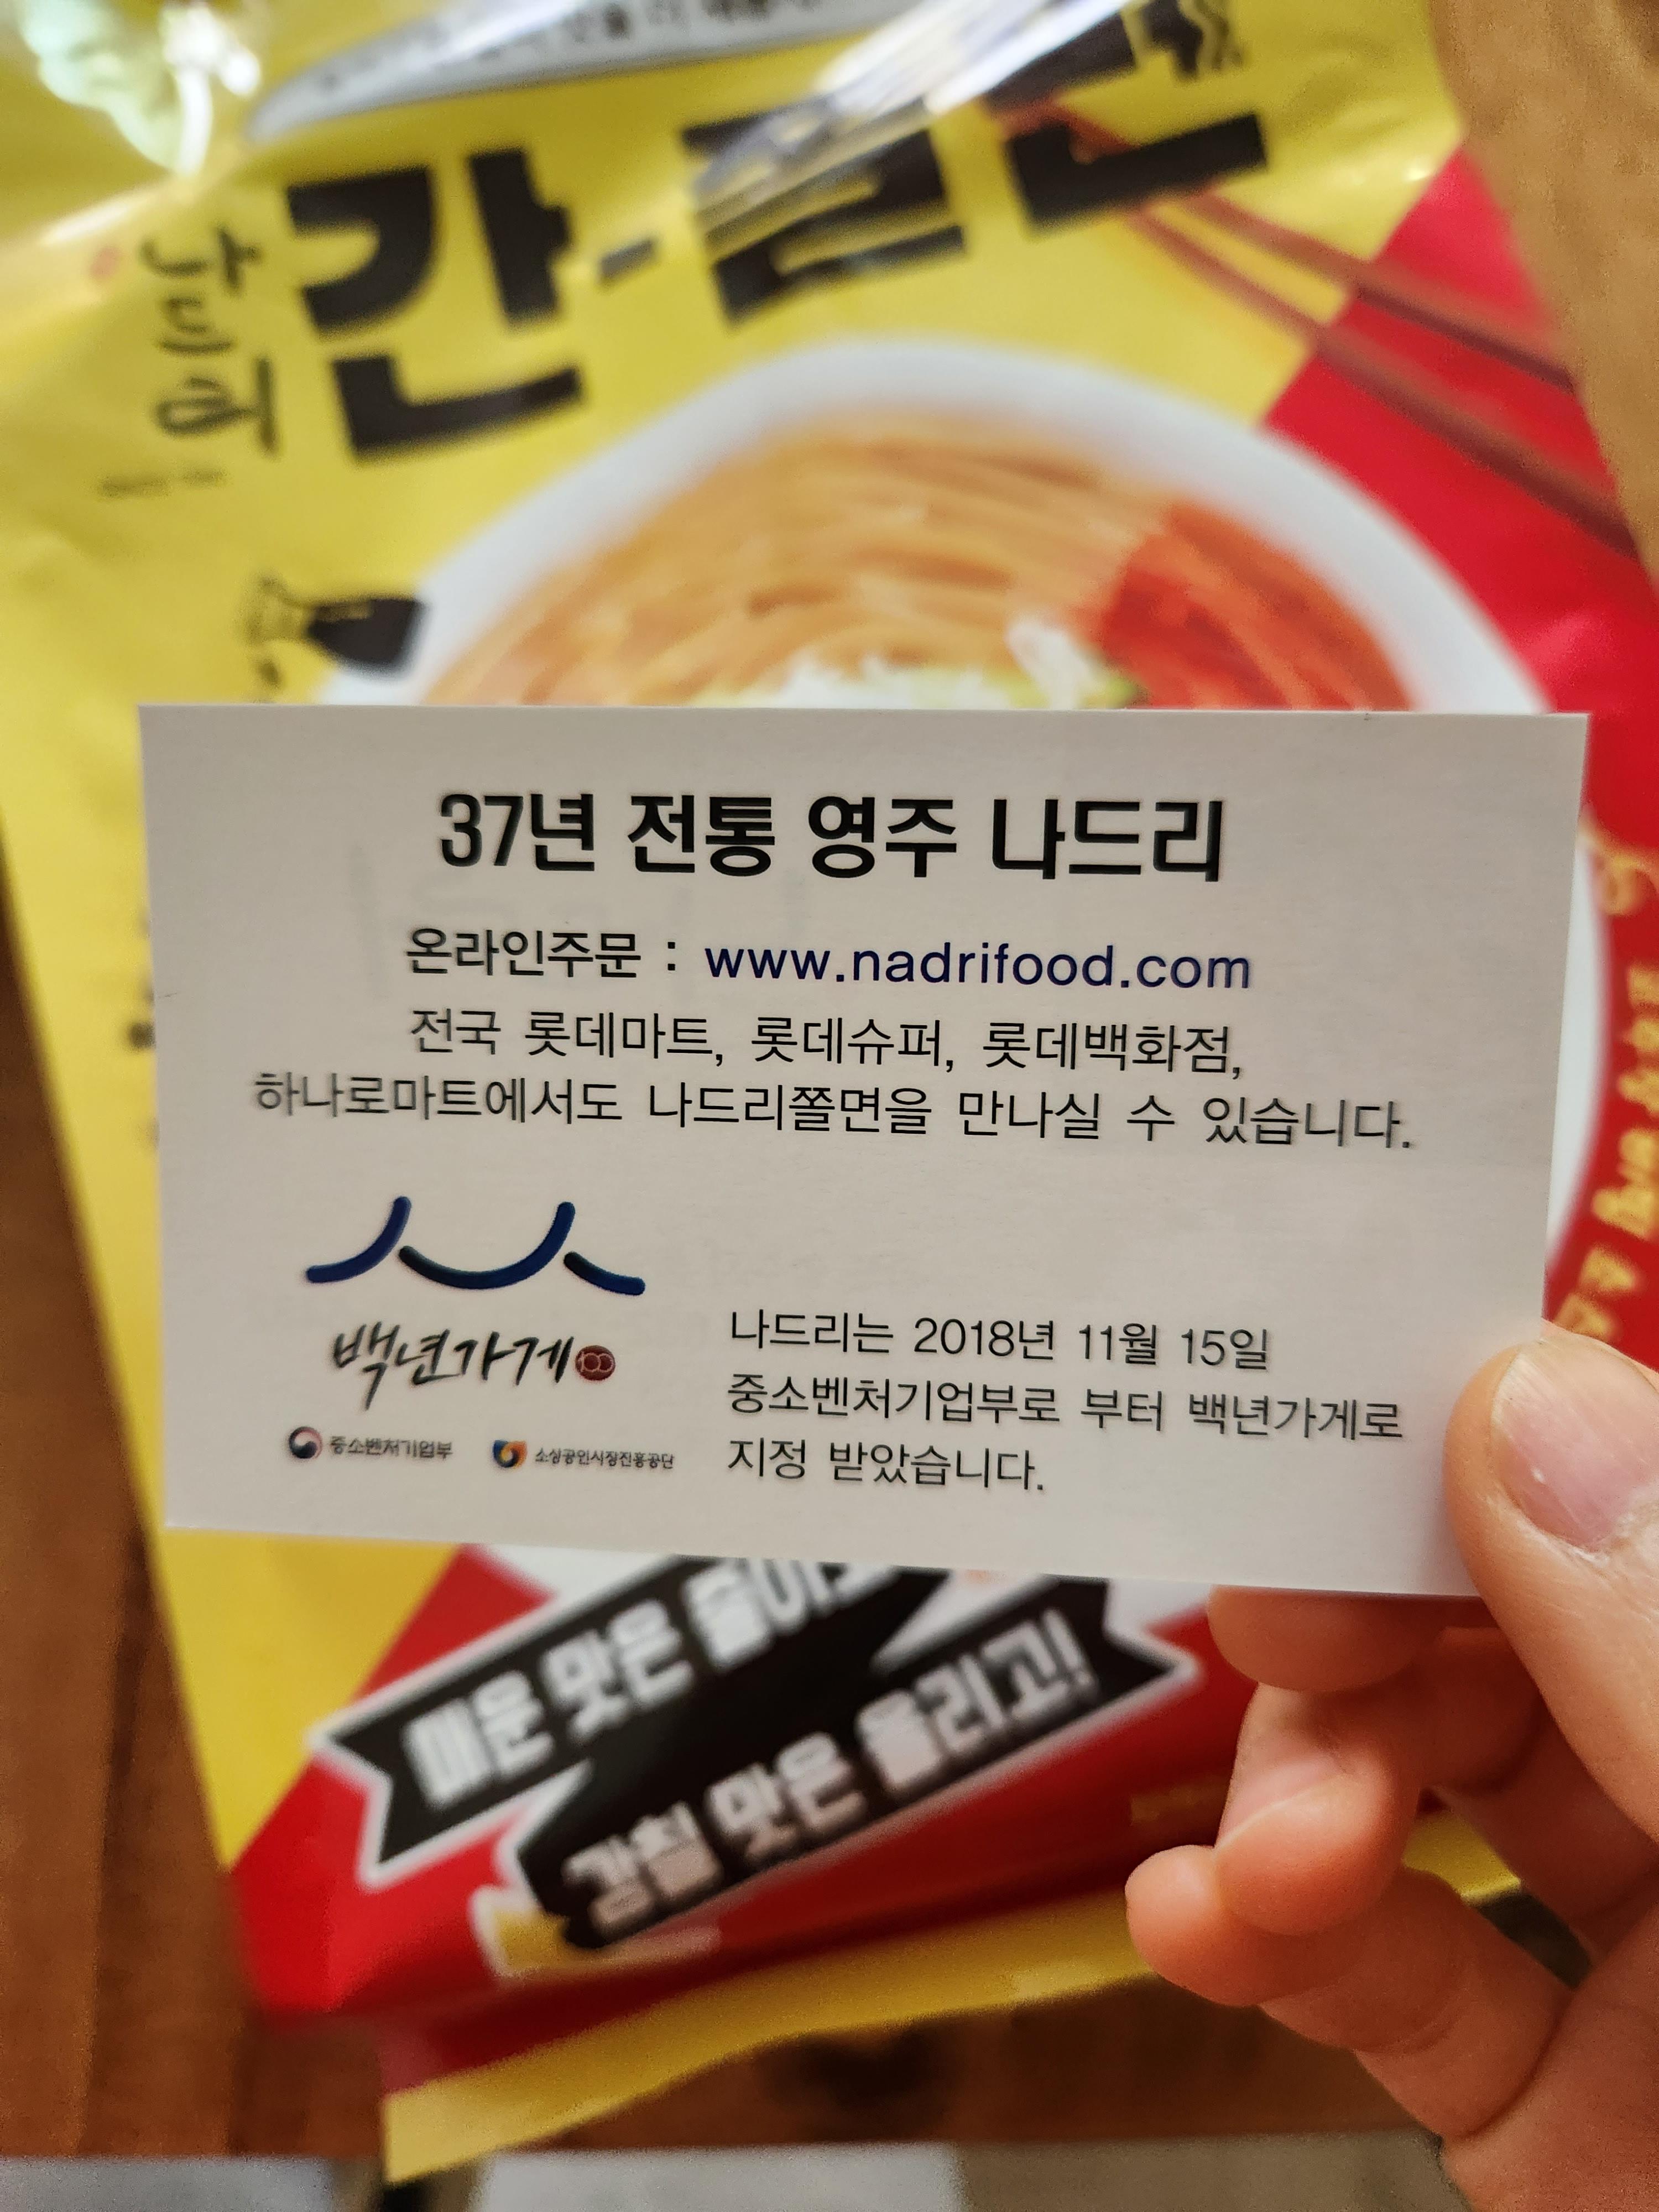 간-쫄면
나드리
37년 전통 영주 나드리
온라인주문 : www.nadrifood.com
전국 롯데마트, 롯데슈퍼, 롯데백화점,
하나로마트에서도 나드리쫄면을 만나실 수 있습니다.
백년가게
중소벤처기업부 소상공인시장진흥공단
나드리는 2018년 11월 15일
중소벤처기업부로 부터 백년가게로
지정 받았습니다.
매운 맛은 줄이고
감칠 맛은 올리고!